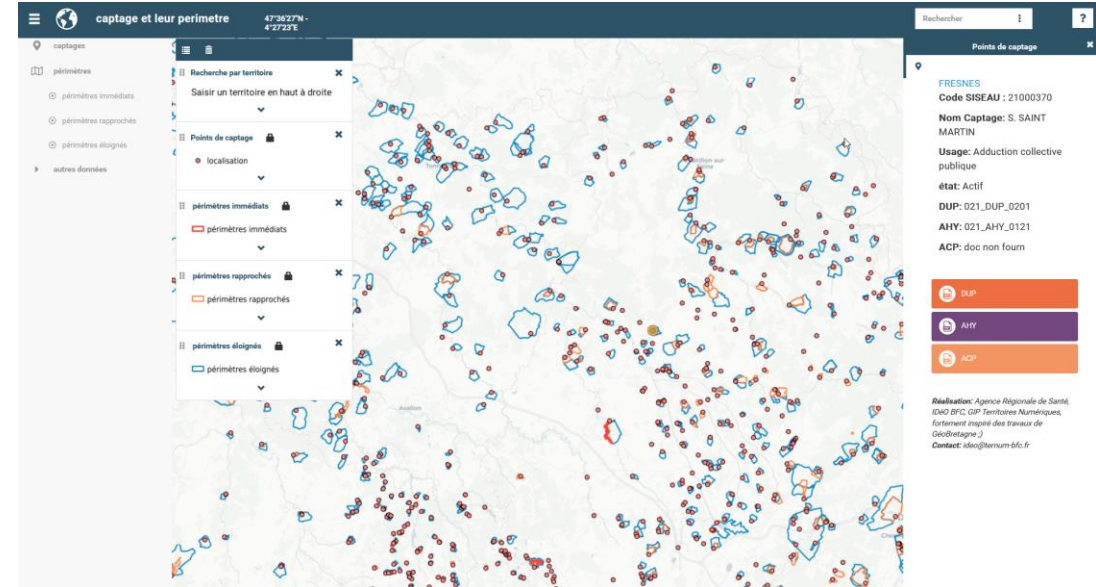 captage et leur perimetre
47°36'27"N -
4°27'23"E
Rechercher
?
captages
périmètres
périmètres immédiats
périmètres rapprochés
périmètres éloignés
autres données
Recherche par territoire
Saisir un territoire en haut à droite
Points de captage
localisation
périmètres immédiats
périmètres immédiats
périmètres rapprochés
périmètres rapprochés
périmètres éloignés
périmètres éloignés
Avallon
Points de captage
FRESNES
Code SISEAU : 21000370
Nom Captage: S. SAINT
MARTIN
Usage: Adduction collective
publique
état: Actif
DUP: 021_DUP_0201
AHY: 021_AHY_0121
ACP: doc non fourn
DUP
AHY
ACP
Réalisation: Agence Régionale de Santé,
IDéO BFC, GIP Territoires Numériques,
fortement inspiré des travaux de
GéoBretagne ;)
Contact: ideo@ternum-bfc.fr